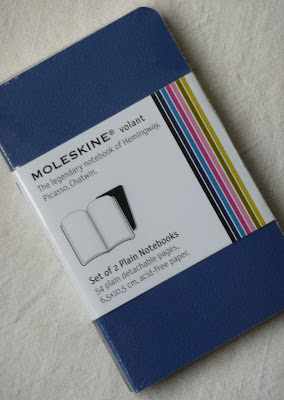 MOLESKINE® volant
The legendary notebook of Hemingway,
Picasso, Chatwin.
Set of 2 Plain Notebooks
54 plain detachable pages,
6,5x10,5 cm, acid-free paper.